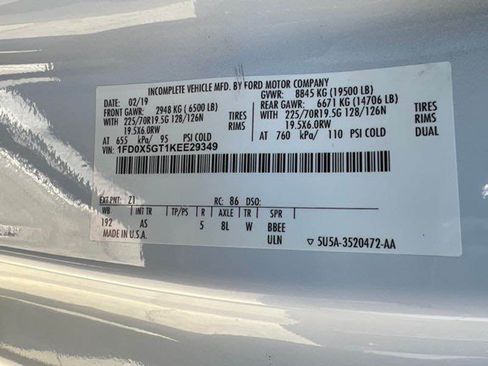 INCOMPLETE VEHICLE MFD. BY FORD MOTOR COMPANY
DATE: 02/19 GVWR: 8845 KG (19500 LB)
FRONT GAWR: 2948 KG (6500 LB) REAR GAWR: 6671 KG (14706 LB)
WITH 225/70R19.5G 128/126N TIRES WITH 225/70R19.5G 128/126N TIRES
19.5X6.0RW RIMS 19.5X6.0RW RIMS
AT 655 kPa/ 95 PSI COLD AT 760 kPa/ 110 PSI COLD DUAL
VIN: 1FD0X5GT1KEE29349
EXT PNT: Z1 RC: 86 DSO:
WB INT TR TP/PS R AXLE TR SPR
192 AS 5 8L W BBEE
MADE IN U.S.A. ULN ▽ 5U5A-3520472-AA